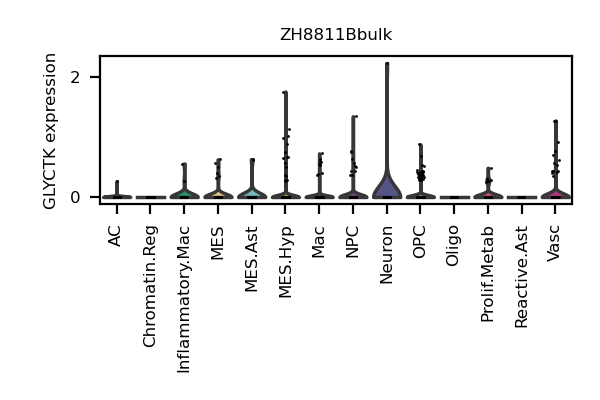 ZH8811Bbulk
GLYCTK expression
2
0
AC
Chromatin.Reg
Inflammatory.Mac
MES
MES.Ast
MES.Hyp
Mac
NPC
Neuron
OPC
Oligo
Prolif.Metab
Reactive.Ast
Vasc